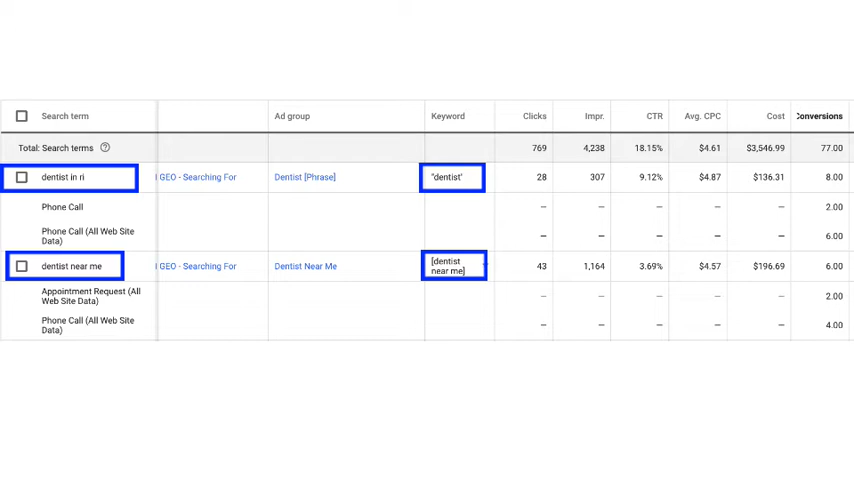 Search term Ad group Keyword Clicks Impr. CTR Avg. CPC Cost Conversions
Total: Search terms 769 4,238 18.15% $4.61 $3,546.99 77.00
dentist in ri GEO - Searching For Dentist [Phrase] "dentist" 28 307 9.12% $4.87 $136.31 8.00
Phone Call — — — — — 2.00
Phone Call (All Web Site
Data) — — — — — 6.00
dentist near me GEO - Searching For Dentist Near Me [dentist
near me] 43 1,164 3.69% $4.57 $196.69 6.00
Appointment Request (All
Web Site Data) — — — — — 2.00
Phone Call (All Web Site
Data) — — — — — 4.00